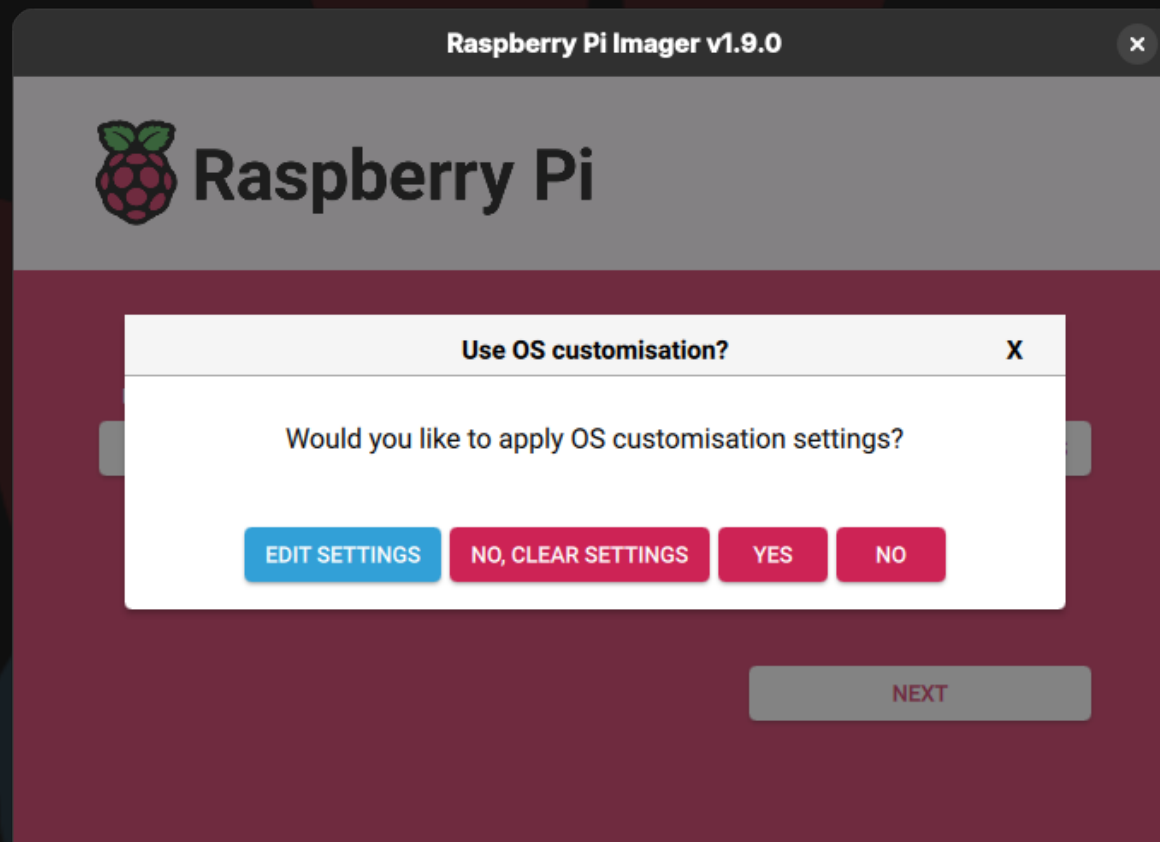 Raspberry Pi Imager v1.9.0
Raspberry Pi
Use OS customisation?
X
Would you like to apply OS customisation settings?
EDIT SETTINGS
NO, CLEAR SETTINGS
YES
NO
NEXT